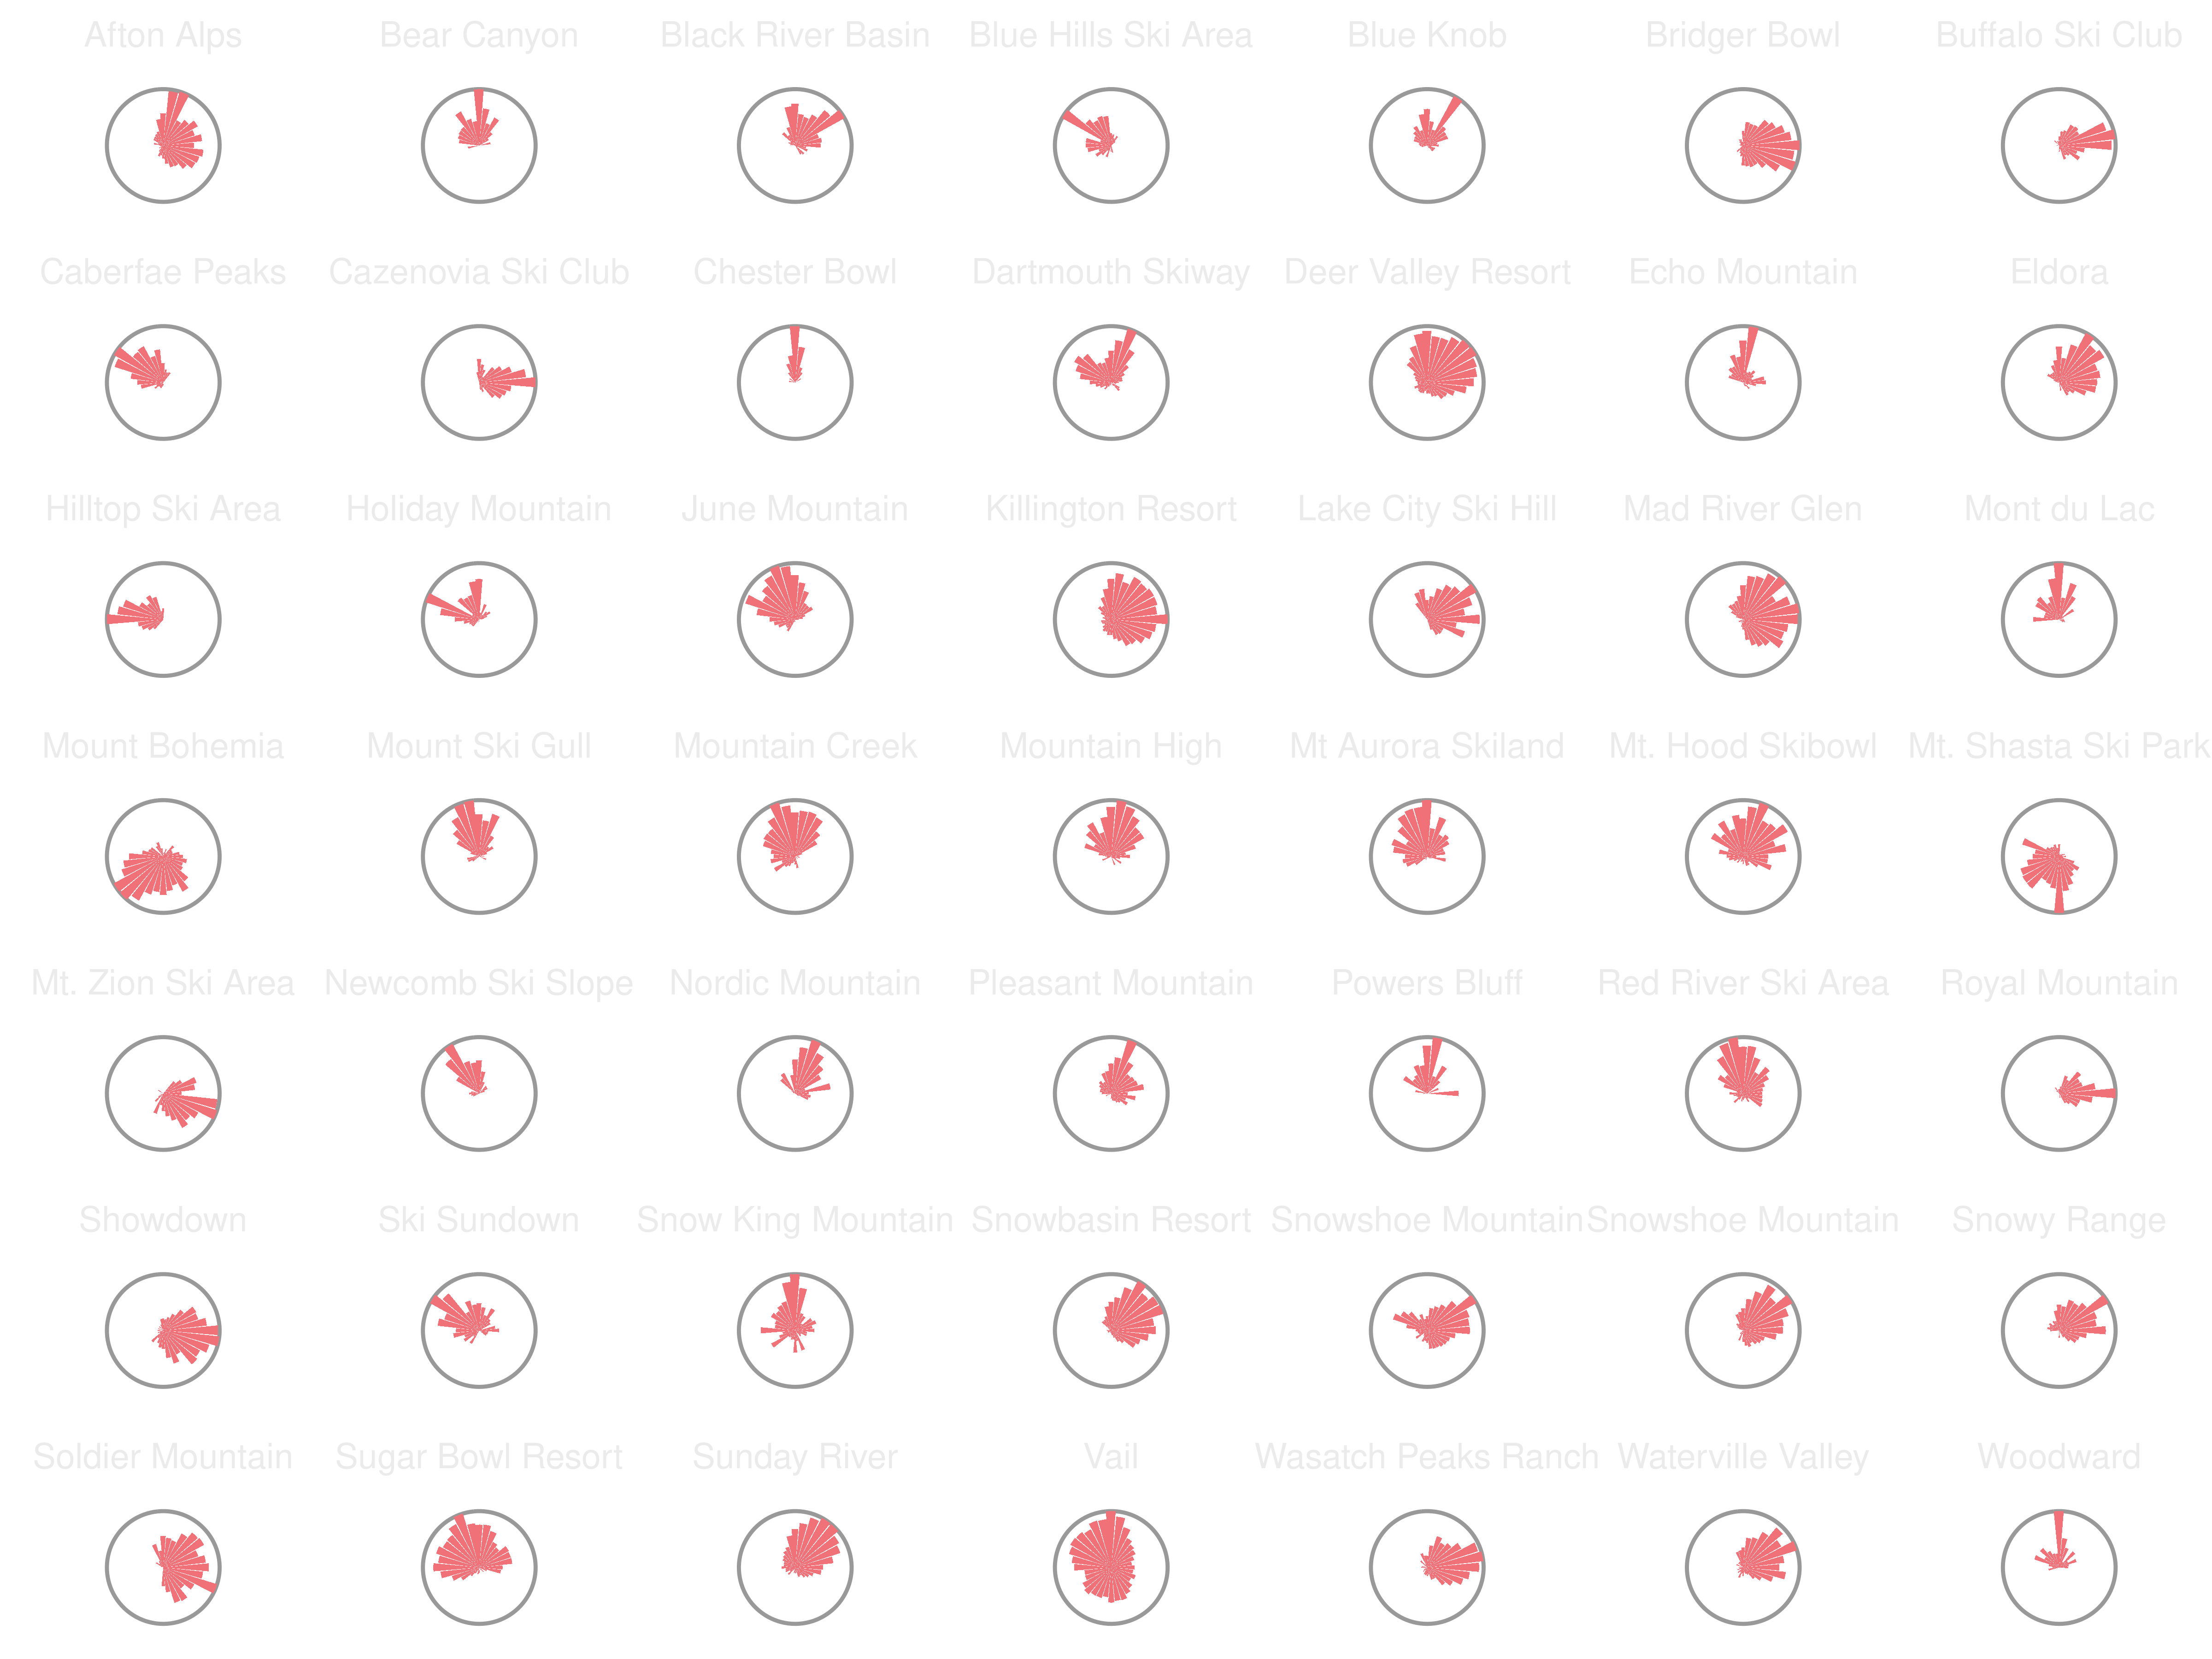 Afton Alps
Bear Canyon
Black River Basin
Blue Hills Ski Area
Blue Knob
Bridger Bowl
Buffalo Ski Club
Caberfae Peaks
Cazenovia Ski Club
Chester Bowl
Dartmouth Skiway
Deer Valley Resort
Echo Mountain
Eldora
Hilltop Ski Area
Holiday Mountain
June Mountain
Killington Resort
Lake City Ski Hill
Mad River Glen
Mont du Lac
Mount Bohemia
Mount Ski Gull
Mountain Creek
Mountain High
Mt Aurora Skiland
Mt. Hood Skibowl
Mt. Shasta Ski Park
Mt. Zion Ski Area
Newcomb Ski Slope
Nordic Mountain
Pleasant Mountain
Powers Bluff
Red River Ski Area
Royal Mountain
Showdown
Ski Sundown
Snow King Mountain
Snowbasin Resort
Snowshoe Mountain
Snowshoe Mountain
Snowy Range
Soldier Mountain
Sugar Bowl Resort
Sunday River
Vail
Wasatch Peaks Ranch
Waterville Valley
Woodward